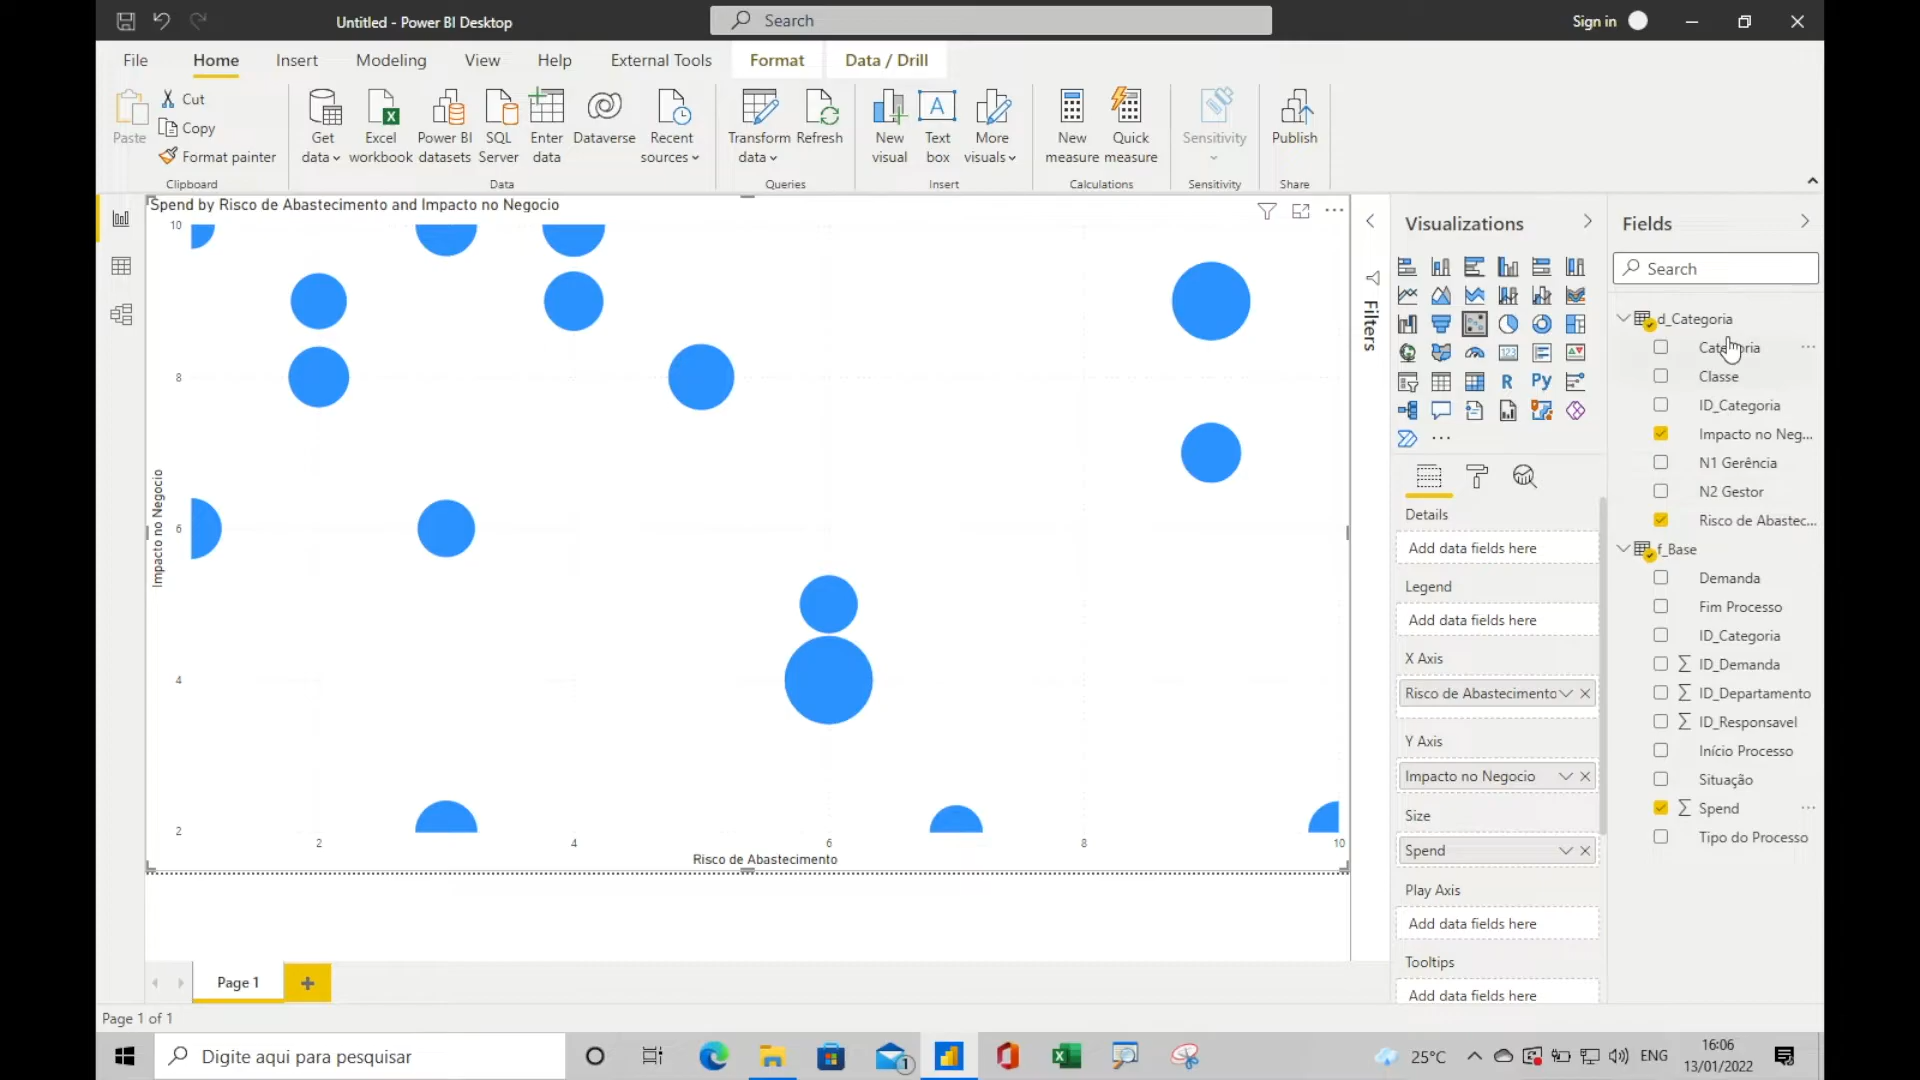 Untitled - Power BI Desktop
Search
Sign in
File
Home
Insert
Modeling
View
Help
External Tools
Format
Data / Drill
Paste
Cut
Copy
Format painter
Clipboard
Get
data
Excel
workbook
Power BI
datasets
SQL
Server
Enter
data
Dataverse
Recent
sources
Data
Transform
data
Refresh
Queries
New
visual
Text
box
More
visuals
Insert
New
measure
Quick
measure
Calculations
Sensitivity
Sensitivity
Publish
Share
Spend by Risco de Abastecimento and Impacto no Negocio
10
8
6
4
2
Impacto no Negocio
2
4
6
8
10
Risco de Abastecimento
Filters
Visualizations
R
Py
123
Details
Add data fields here
Legend
Add data fields here
X Axis
Risco de Abastecimento
Y Axis
Impacto no Negocio
Size
Spend
Play Axis
Add data fields here
Tooltips
Add data fields here
Fields
Search
d_Categoria
Categoria
Classe
ID_Categoria
Impacto no Neg...
N1 Gerência
N2 Gestor
Risco de Abastec...
f_Base
Demanda
Fim Processo
ID_Categoria
ID_Demanda
ID_Departamento
ID_Responsavel
Início Processo
Situação
Spend
Tipo do Processo
Page 1
Page 1 of 1
Digite aqui para pesquisar
1
25°C
ENG
16:06
13/01/2022